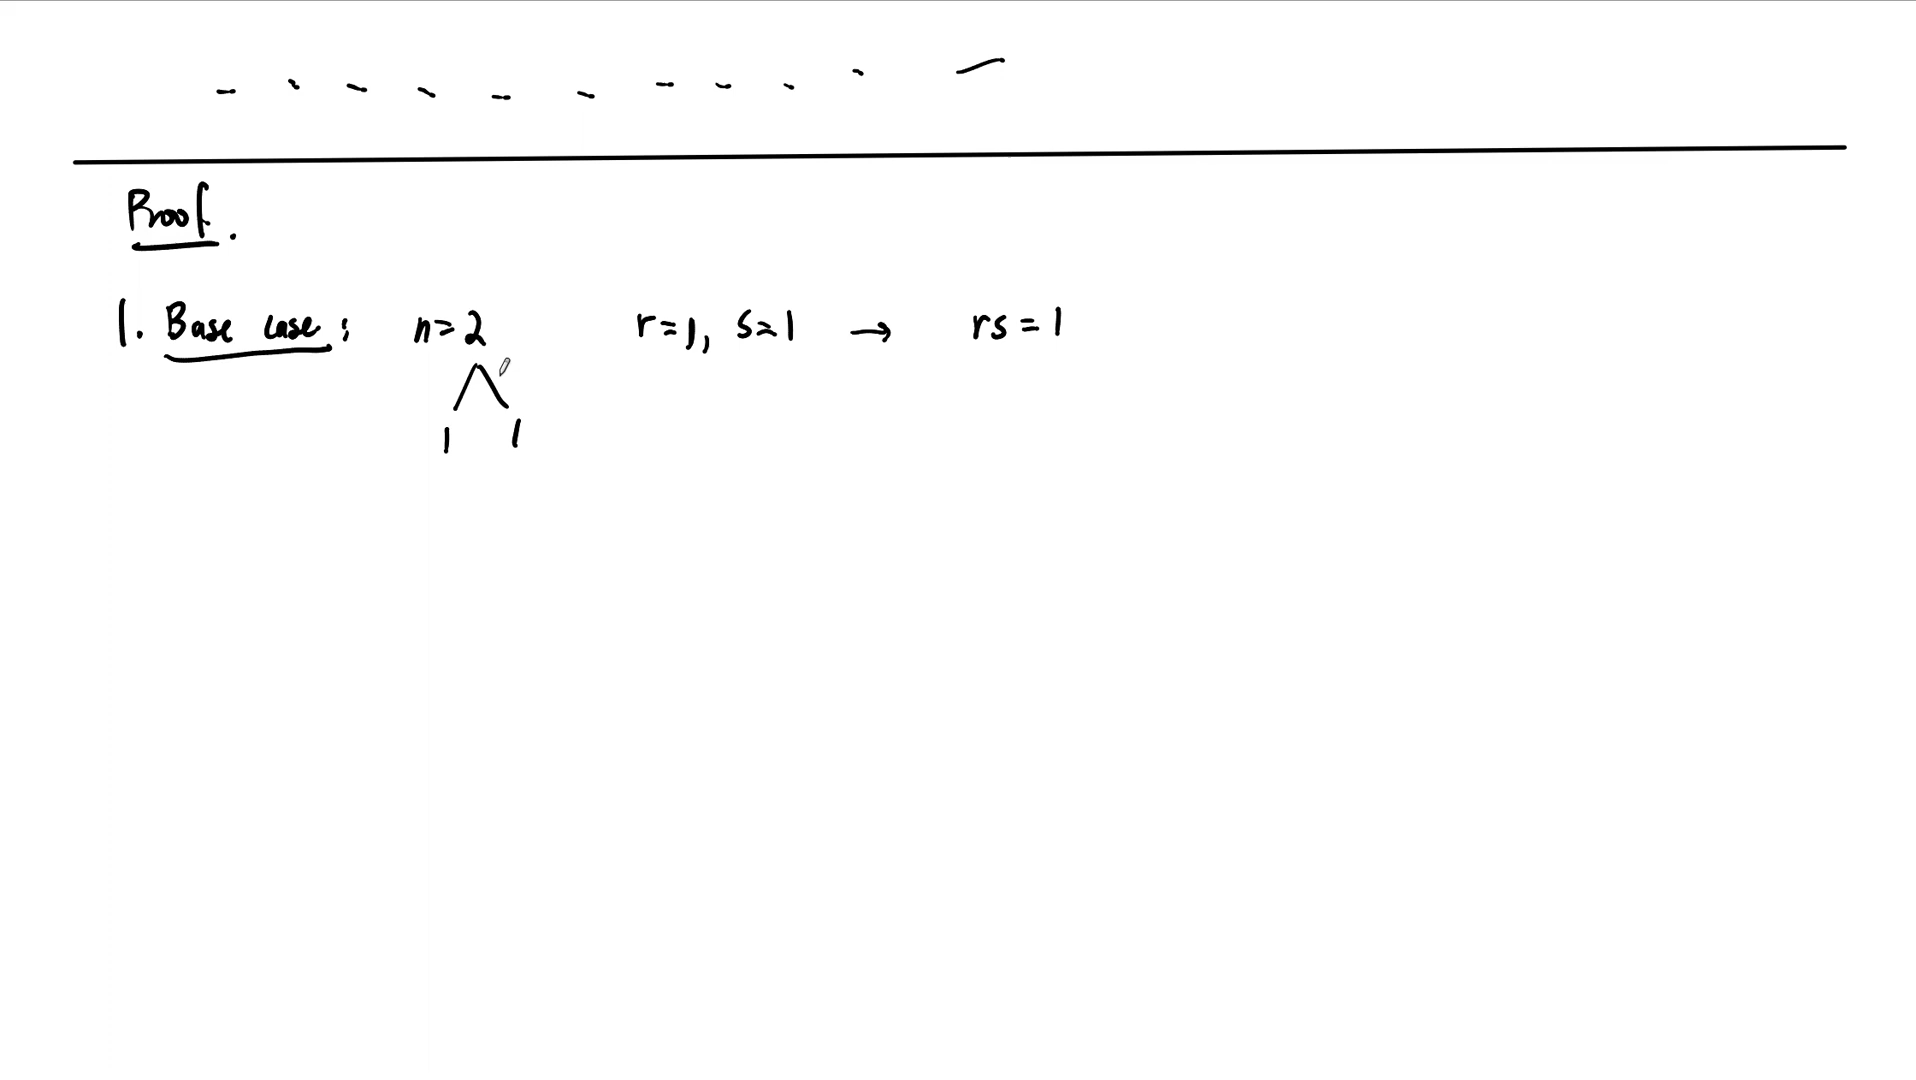 Proof.
1. Base case: n=2 r=1, s=1 → rs = 1
1 1